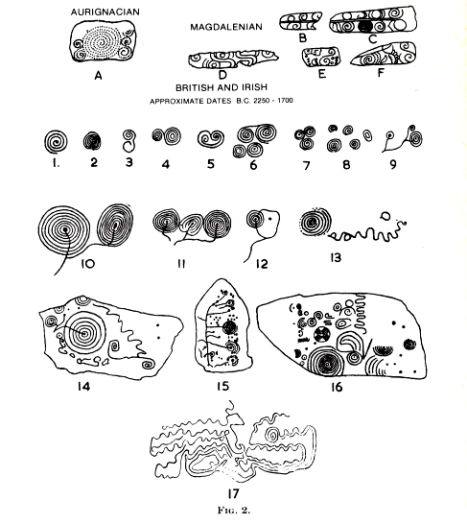 AURIGNACIAN
MAGDALENIAN
A B C D E F
BRITISH AND IRISH
APPROXIMATE DATES B.C. 2250 - 1700
1. 2 3 4 5 6 7 8 9
10 11 12 13
14 15 16
17
FIG. 2.